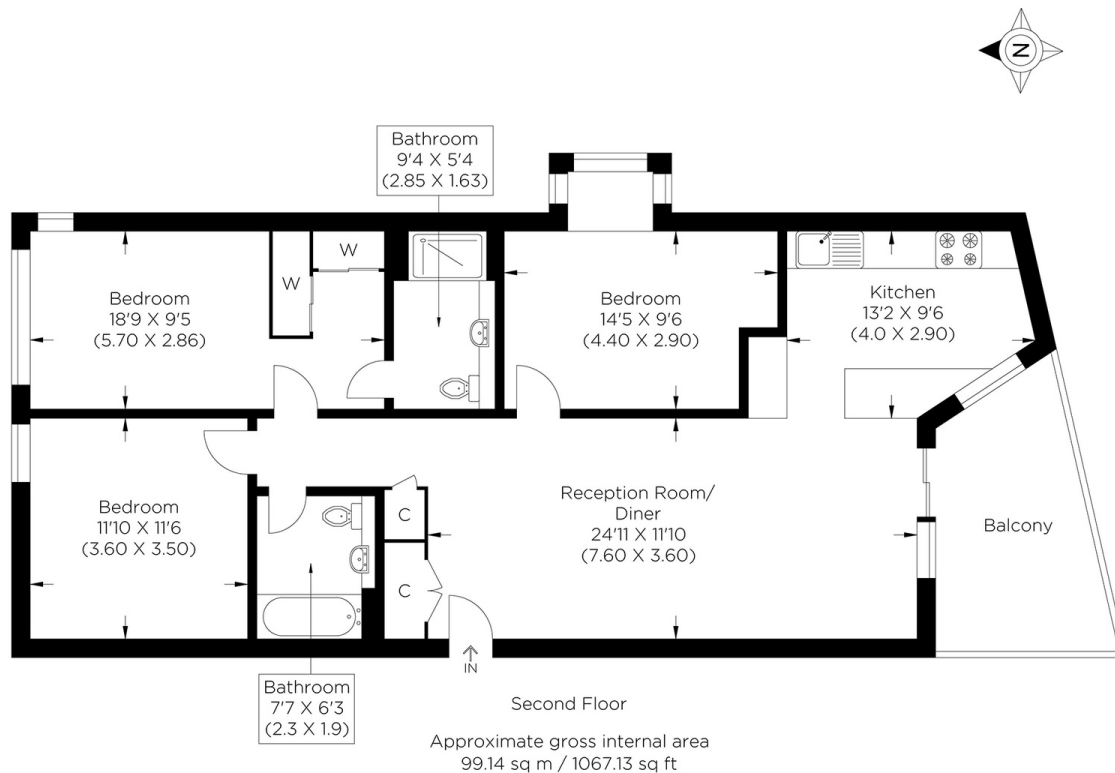 N
Bathroom
9'4 X 5'4
(2.85 X 1.63)
W
W
Bedroom
18'9 X 9'5
(5.70 X 2.86)
Bedroom
14'5 X 9'6
(4.40 X 2.90)
Kitchen
13'2 X 9'6
(4.0 X 2.90)
Bedroom
11'10 X 11'6
(3.60 X 3.50)
C
C
Reception Room/
Diner
24'11 X 11'10
(7.60 X 3.60)
Balcony
IN
Bathroom
7'7 X 6'3
(2.3 X 1.9)
Second Floor
Approximate gross internal area
99.14 sq m / 1067.13 sq ft